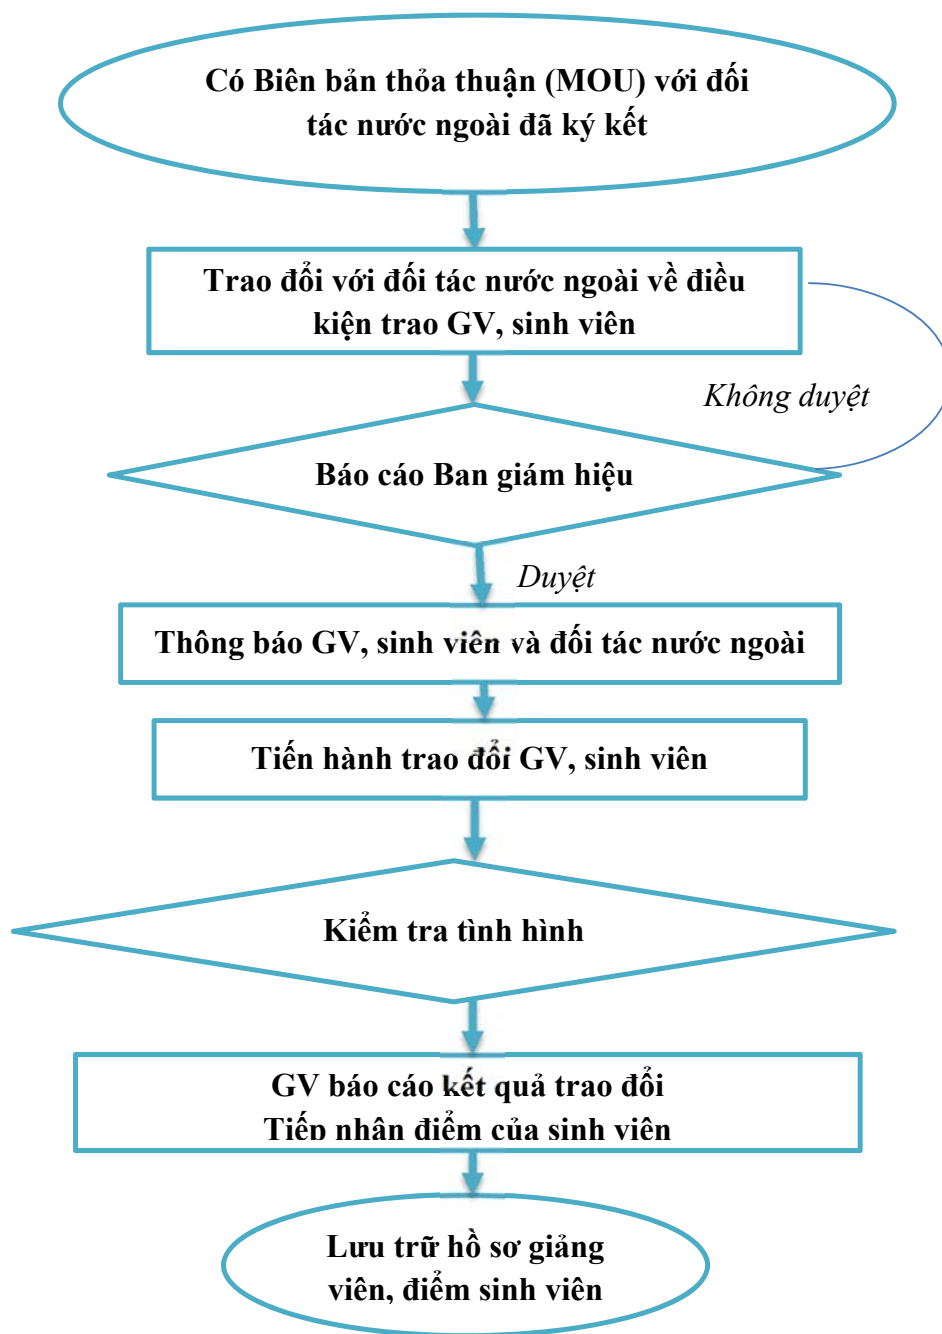 Có Biên bản thỏa thuận (MOU) với đối
tác nước ngoài đã ký kết
Trao đổi với đối tác nước ngoài về điều
kiện trao GV, sinh viên
Không duyệt
Báo cáo Ban giám hiệu
Duyệt
Thông báo GV, sinh viên và đối tác nước ngoài
Tiến hành trao đổi GV, sinh viên
Kiểm tra tình hình
GV báo cáo kết quả trao đổi
Tiếp nhận điểm của sinh viên
Lưu trữ hồ sơ giảng
viên, điểm sinh viên